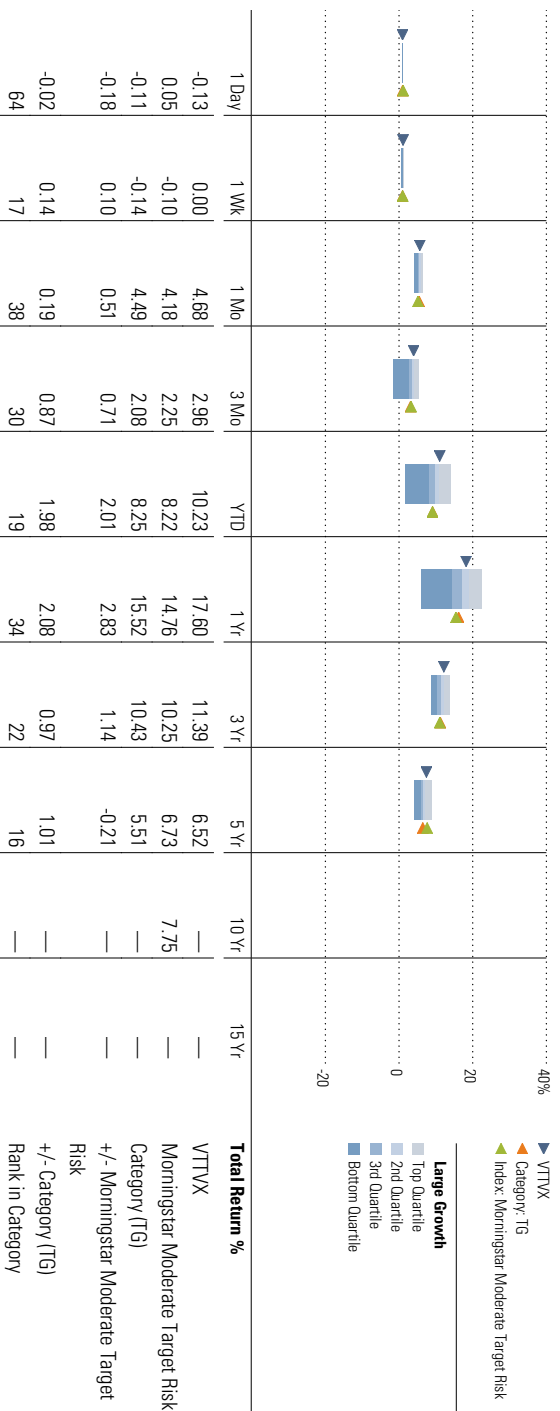 40%
20
0
-20
VTTVX
Category: TG
Index: Morningstar Moderate Target Risk
Large Growth
Top Quartile
2nd Quartile
3rd Quartile
Bottom Quartile
1 Day 1 Wk 1 Mo 3 Mo YTD 1 Yr 3 Yr 5 Yr 10 Yr 15 Yr Total Return %
-0.13 0.00 4.68 2.96 10.23 17.60 11.39 6.52 — — VTTVX
0.05 -0.10 4.18 2.25 8.22 14.76 10.25 6.73 7.75 — Morningstar Moderate Target Risk
-0.11 -0.14 4.49 2.08 8.25 15.52 10.43 5.51 — — Category (TG)
-0.18 0.10 0.51 0.71 2.01 2.83 1.14 -0.21 — — +/- Morningstar Moderate Target
Risk
-0.02 0.14 0.19 0.87 1.98 2.08 0.97 1.01 — — +/- Category (TG)
64 17 38 30 19 34 22 16 — — Rank in Category